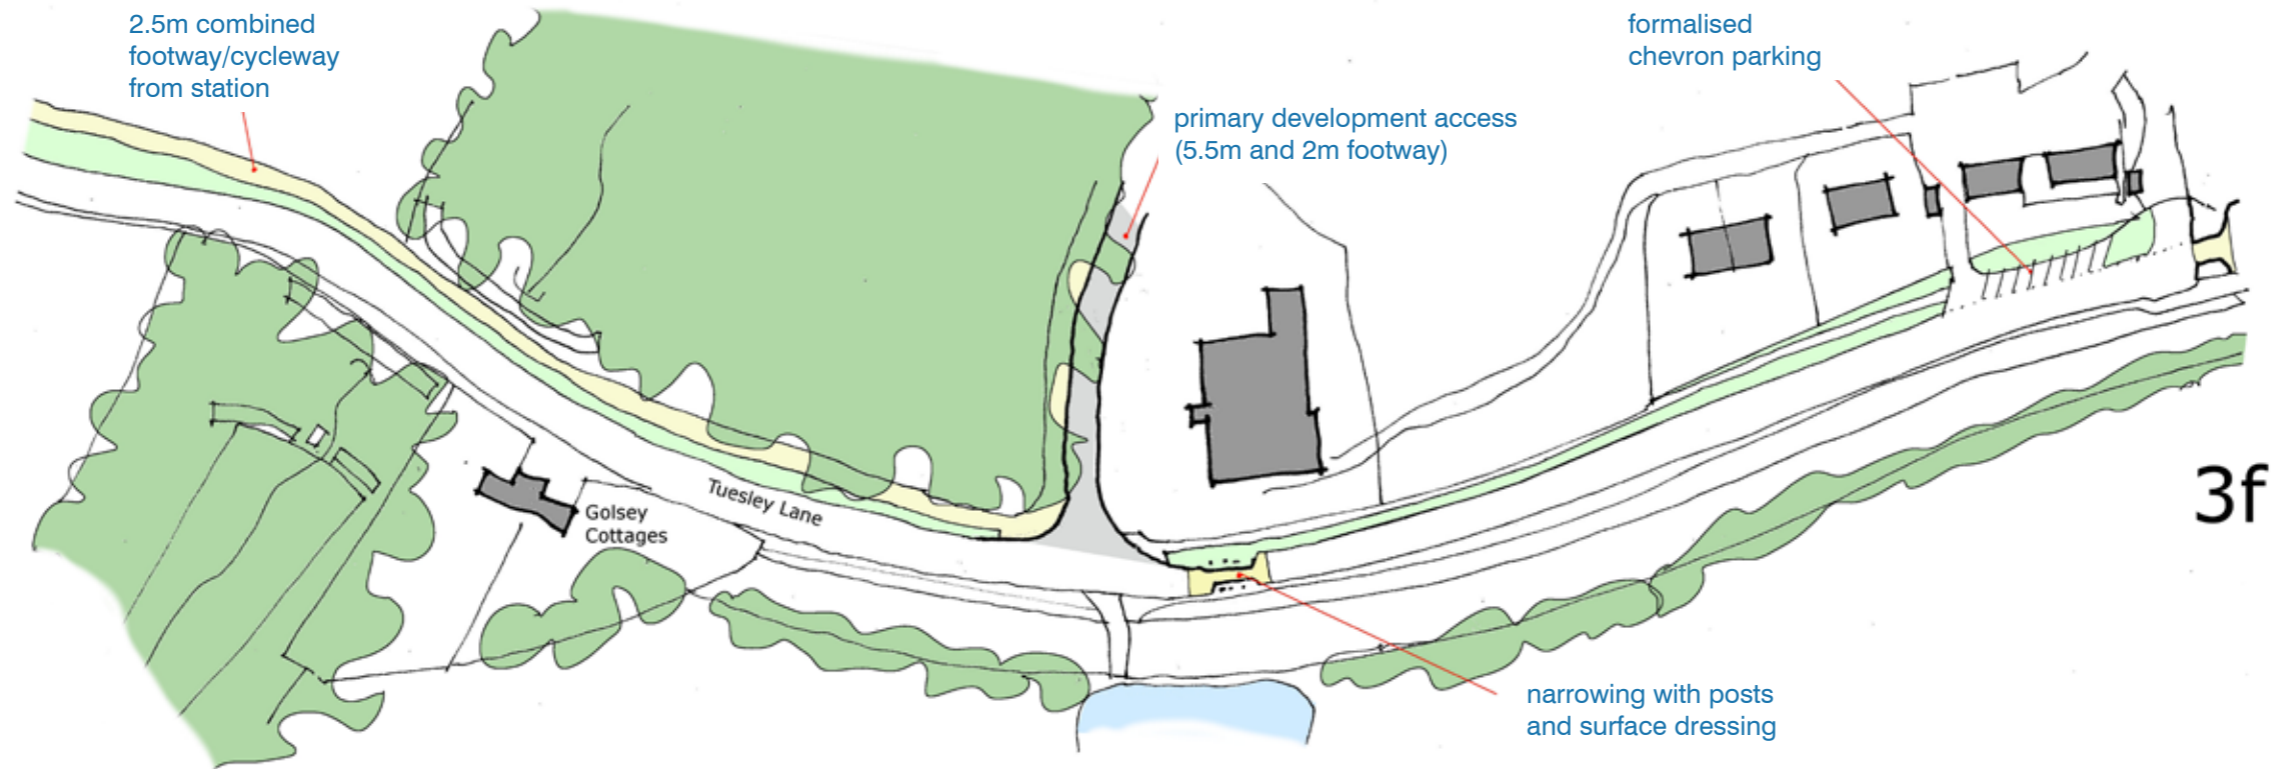 2.5m combined
footway/cycleway
from station
formalised
chevron parking
primary development access
(5.5m and 2m footway)
Tuesley Lane
Golsey
Cottages
3f
narrowing with posts
and surface dressing